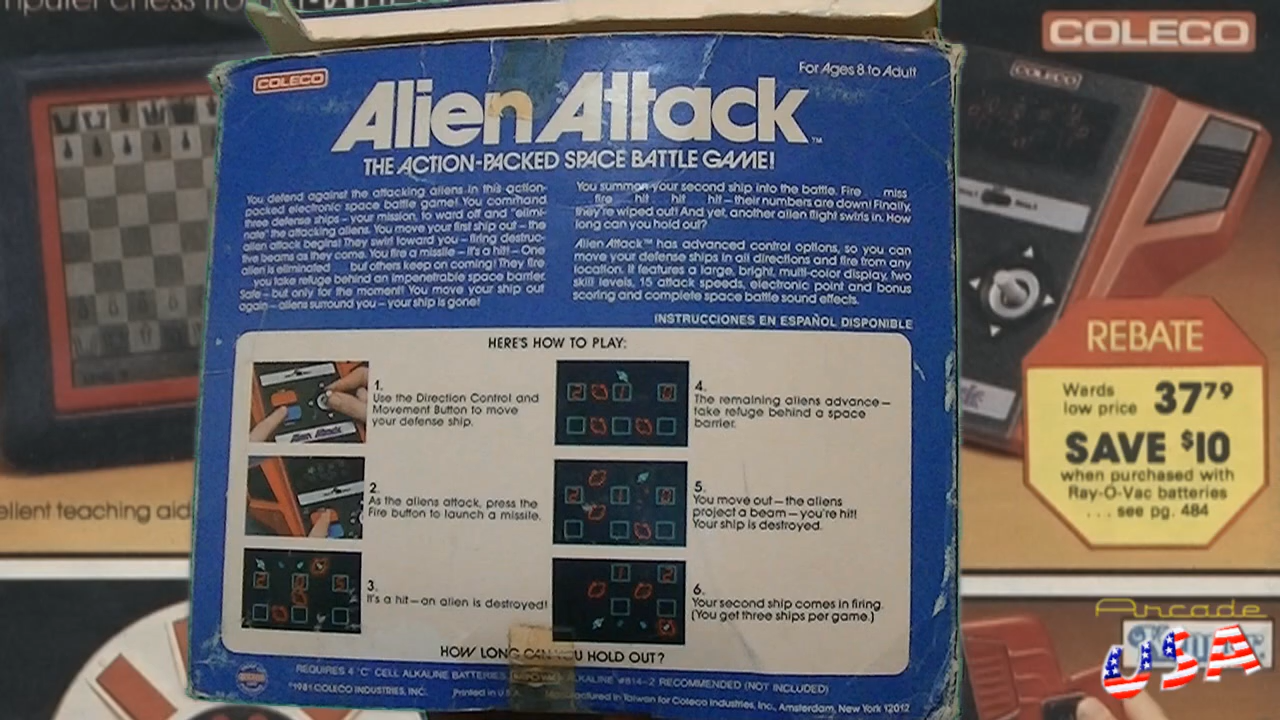 mputer chess fro
COLECO
COLECO
COLECO
For Ages 8 to Adult
Alien Attack™
THE ACTION-PACKED SPACE BATTLE GAME!
You defend against the attacking aliens in this action-
packed electronic space battle game! You command
three defense ships – your mission, to ward off and "elimi-
nate" the attacking aliens. You move your first ship out – the
alien attack begins! They swirl toward you – firing destruc-
tive beams as they come. You fire a missile – it's a hit! – One
alien is eliminated ... but others keep on coming! They fire
... you take refuge behind an impenetrable space barrier.
Safe – but only for the moment! You move your ship out
again – aliens surround you – your ship is gone!
You summon your second ship into the battle. Fire ... miss
... fire ... hit ... hit ... hit – their numbers are down! Finally,
they're wiped out! And yet, another alien flight swirls in. How
long can you hold out?
Alien Attack™ has advanced control options, so you can
move your defense ships in all directions and fire from any
location. It features a large, bright, multi-color display, two
skill levels, 15 attack speeds, electronic point and bonus
scoring and complete space battle sound effects.
INSTRUCCIONES EN ESPAÑOL DISPONIBLE
HERE'S HOW TO PLAY:
1.
Use the Direction Control and
Movement Button to move
your defense ship.
Alien Attack
2.
As the aliens attack, press the
Fire button to launch a missile.
3.
It's a hit – an alien is destroyed!
4.
The remaining aliens advance –
take refuge behind a space
barrier.
5.
You move out – the aliens
project a beam – you're hit!
Your ship is destroyed.
6.
Your second ship comes in firing.
(You get three ships per game.)
HOW LONG CAN YOU HOLD OUT?
REQUIRES 4 "C" CELL ALKALINE BATTERIES. ALKALINE #814-2 RECOMMENDED (NOT INCLUDED)
©1981 COLECO INDUSTRIES, INC. Printed in U.S.A. Manufactured in Taiwan for Coleco Industries, Inc., Amsterdam, New York 12012
ellent teaching aid
REBATE
Wards
low price 37⁷⁹
SAVE $10
when purchased with
Ray-O-Vac batteries
. . . see pg. 484
Arcade
USA